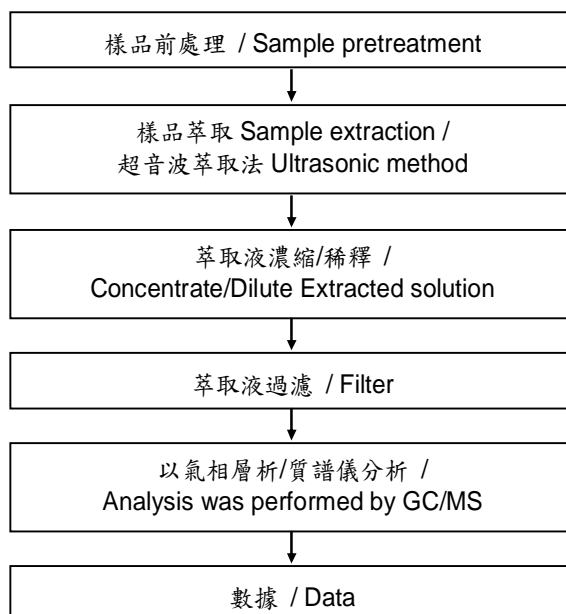 樣品前處理 / Sample pretreatment
樣品萃取 Sample extraction /
超音波萃取法 Ultrasonic method
萃取液濃縮/稀釋 /
Concentrate/Dilute Extracted solution
萃取液過濾 / Filter
以氣相層析/質譜儀分析 /
Analysis was performed by GC/MS
數據 / Data